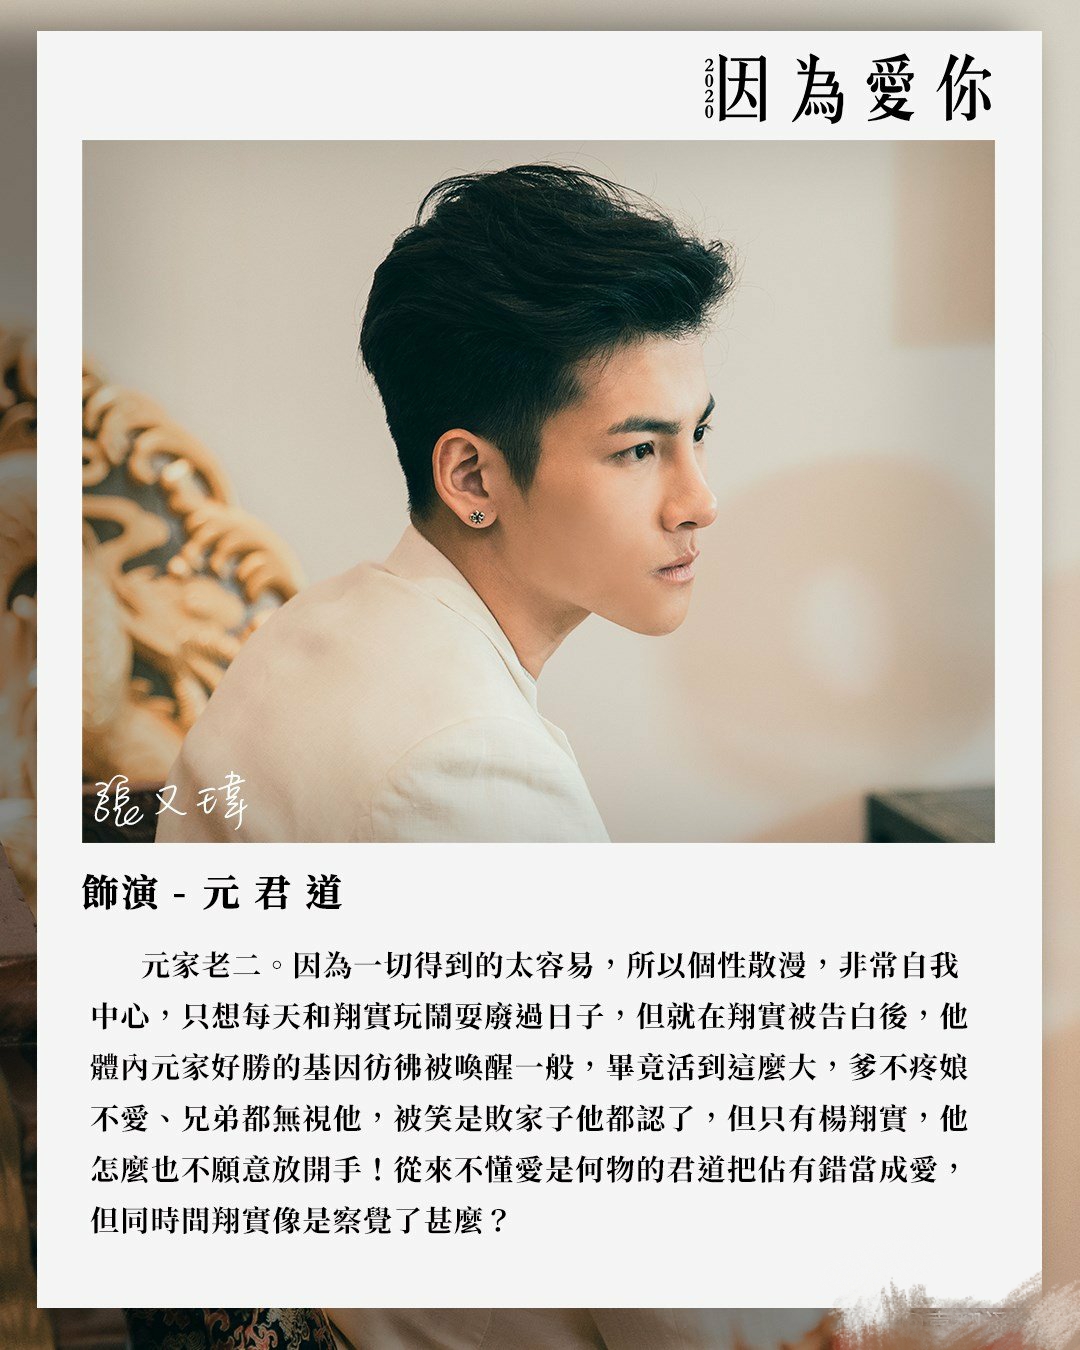 2020因為愛你
張又瑋
飾演 - 元君道
元家老二。因為一切得到的太容易，所以個性散漫，非常自我
中心，只想每天和翔實玩鬧耍廢過日子，但就在翔實被告白後，他
體內元家好勝的基因彷彿被喚醒一般，畢竟活到這麼大，爹不疼娘
不愛、兄弟都無視他，被笑是敗家子他都認了，但只有楊翔實，他
怎麼也不願意放開手！從來不懂愛是何物的君道把佔有錯當成愛，
但同時間翔實像是察覺了甚麼？